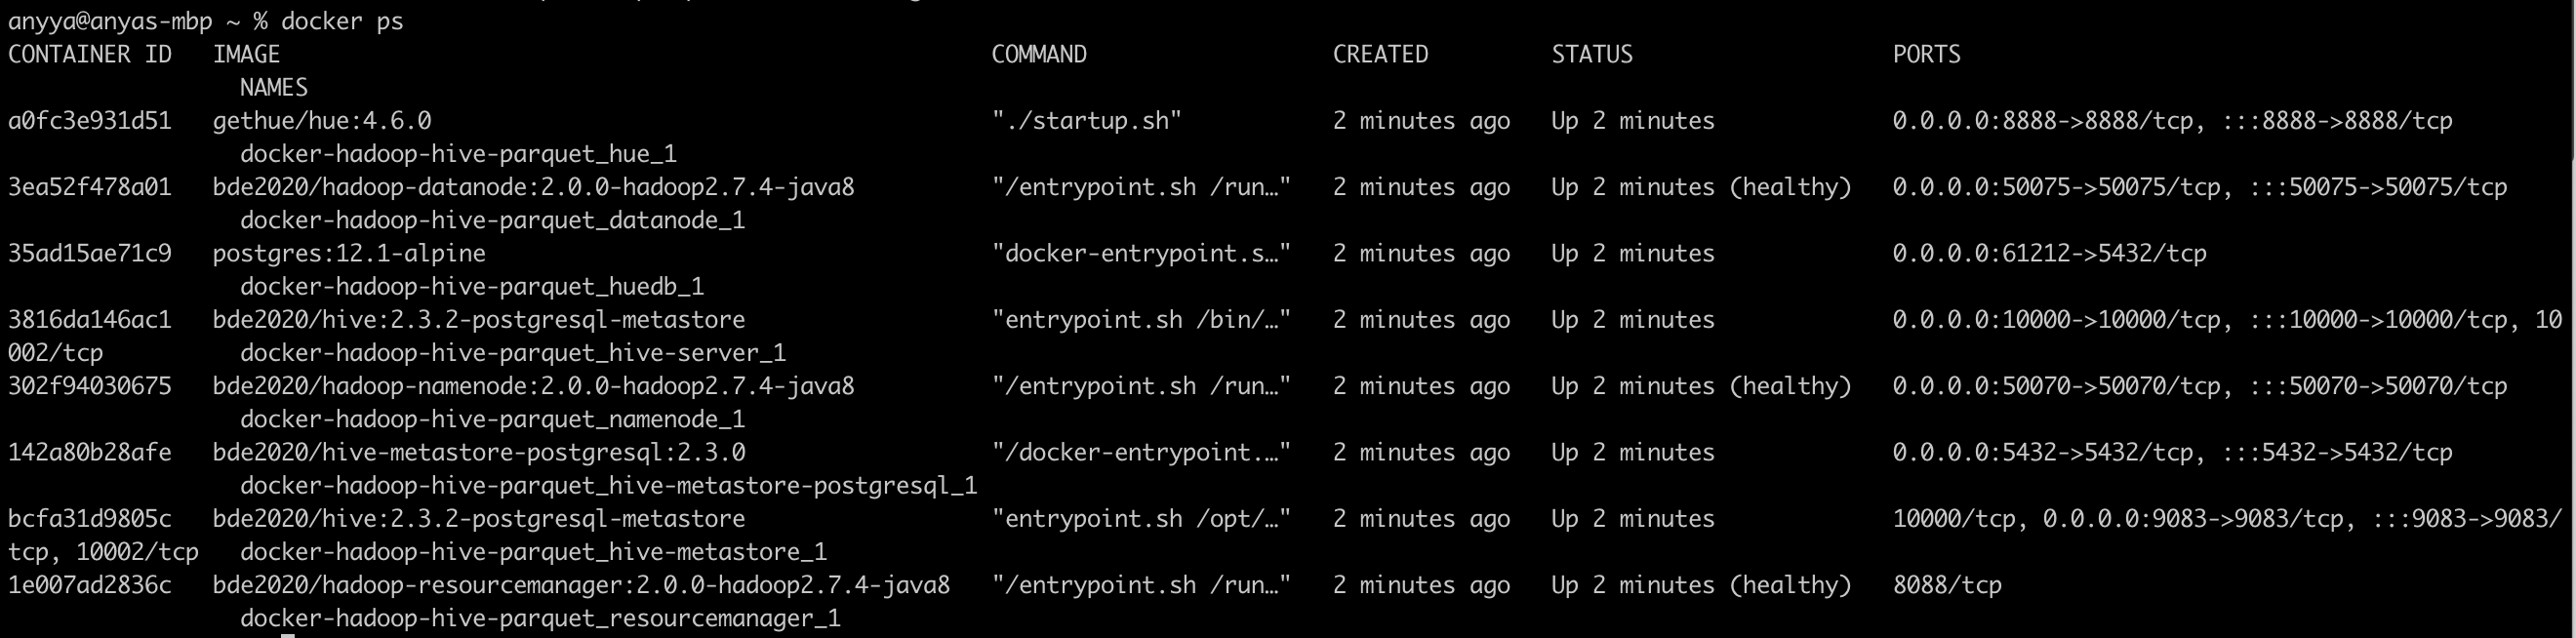 anyya@anyas-mbp ~ % docker ps
CONTAINER ID   IMAGE                                                    COMMAND                  CREATED         STATUS                   PORTS
                 NAMES
a0fc3e931d51   gethue/hue:4.6.0                                         "./startup.sh"           2 minutes ago   Up 2 minutes             0.0.0.0:8888->8888/tcp, :::8888->8888/tcp
                 docker-hadoop-hive-parquet_hue_1
3ea52f478a01   bde2020/hadoop-datanode:2.0.0-hadoop2.7.4-java8          "/entrypoint.sh /run…"   2 minutes ago   Up 2 minutes (healthy)   0.0.0.0:50075->50075/tcp, :::50075->50075/tcp
                 docker-hadoop-hive-parquet_datanode_1
35ad15ae71c9   postgres:12.1-alpine                                     "docker-entrypoint.s…"   2 minutes ago   Up 2 minutes             0.0.0.0:61212->5432/tcp
                 docker-hadoop-hive-parquet_huedb_1
3816da146ac1   bde2020/hive:2.3.2-postgresql-metastore                  "entrypoint.sh /bin/…"   2 minutes ago   Up 2 minutes             0.0.0.0:10000->10000/tcp, :::10000->10000/tcp, 10
002/tcp          docker-hadoop-hive-parquet_hive-server_1
302f94030675   bde2020/hadoop-namenode:2.0.0-hadoop2.7.4-java8          "/entrypoint.sh /run…"   2 minutes ago   Up 2 minutes (healthy)   0.0.0.0:50070->50070/tcp, :::50070->50070/tcp
                 docker-hadoop-hive-parquet_namenode_1
142a80b28afe   bde2020/hive-metastore-postgresql:2.3.0                  "/docker-entrypoint.…"   2 minutes ago   Up 2 minutes             0.0.0.0:5432->5432/tcp, :::5432->5432/tcp
                 docker-hadoop-hive-parquet_hive-metastore-postgresql_1
bcfa31d9805c   bde2020/hive:2.3.2-postgresql-metastore                  "entrypoint.sh /opt/…"   2 minutes ago   Up 2 minutes             10000/tcp, 0.0.0.0:9083->9083/tcp, :::9083->9083/
tcp, 10002/tcp   docker-hadoop-hive-parquet_hive-metastore_1
1e007ad2836c   bde2020/hadoop-resourcemanager:2.0.0-hadoop2.7.4-java8   "/entrypoint.sh /run…"   2 minutes ago   Up 2 minutes (healthy)   8088/tcp
                 docker-hadoop-hive-parquet_resourcemanager_1